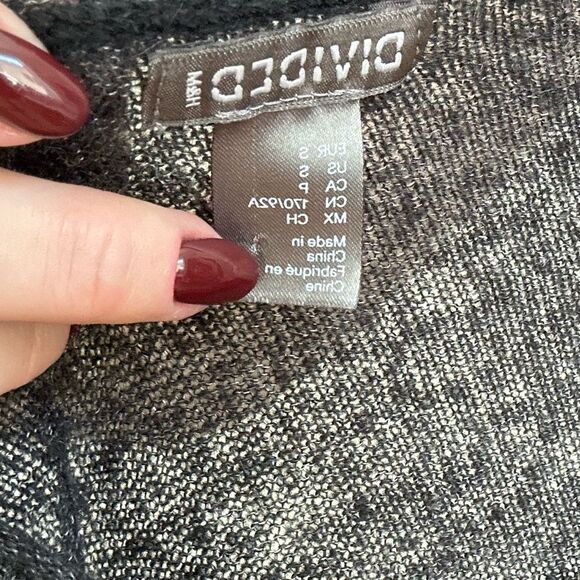 DIVIDED
H&M
EUR S
US S
CA P
CN 170/92A
MX CH
Made in
China
Fabriqué en
Chine